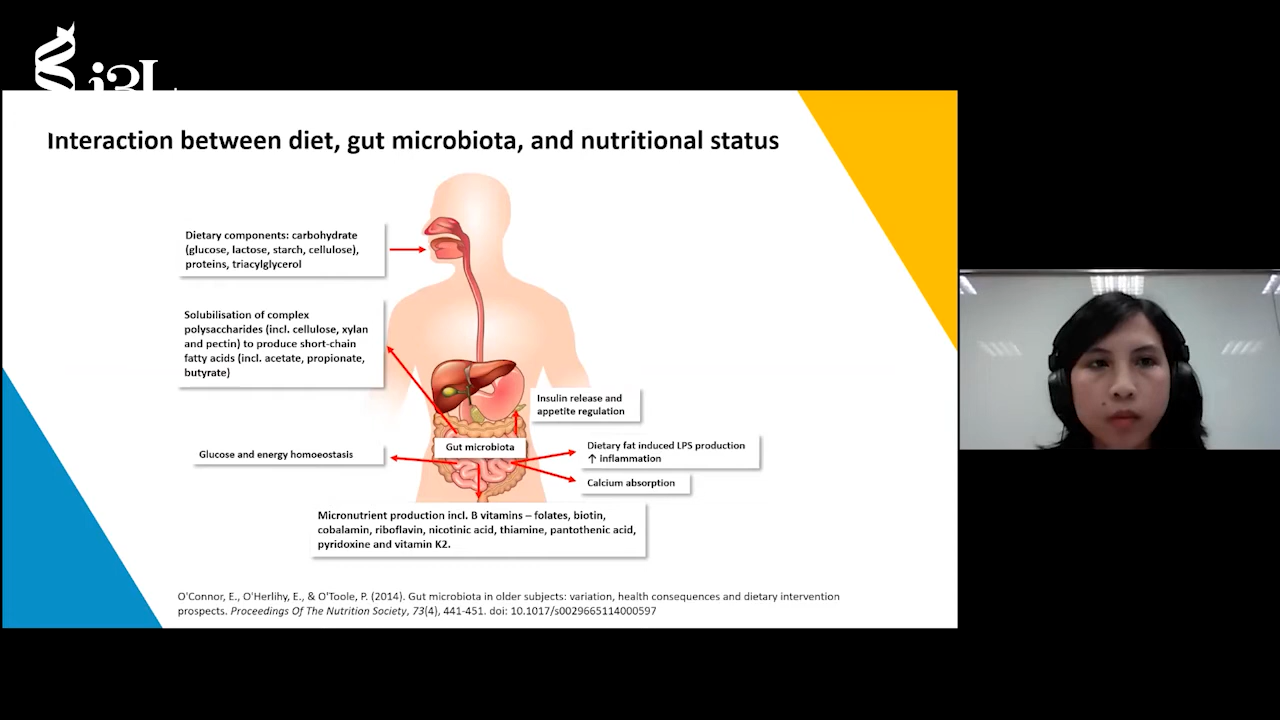 i3L
Interaction between diet, gut microbiota, and nutritional status
Dietary components: carbohydrate
(glucose, lactose, starch, cellulose),
proteins, triacylglycerol
Solubilisation of complex
polysaccharides (incl. cellulose, xylan
and pectin) to produce short-chain
fatty acids (incl. acetate, propionate,
butyrate)
Insulin release and
appetite regulation
Gut microbiota
Dietary fat induced LPS production
↑ inflammation
Glucose and energy homoeostasis
Calcium absorption
Micronutrient production incl. B vitamins – folates, biotin,
cobalamin, riboflavin, nicotinic acid, thiamine, pantothenic acid,
pyridoxine and vitamin K2.
O'Connor, E., O'Herlihy, E., & O'Toole, P. (2014). Gut microbiota in older subjects: variation, health consequences and dietary intervention
prospects. Proceedings Of The Nutrition Society, 73(4), 441-451. doi: 10.1017/s0029665114000597